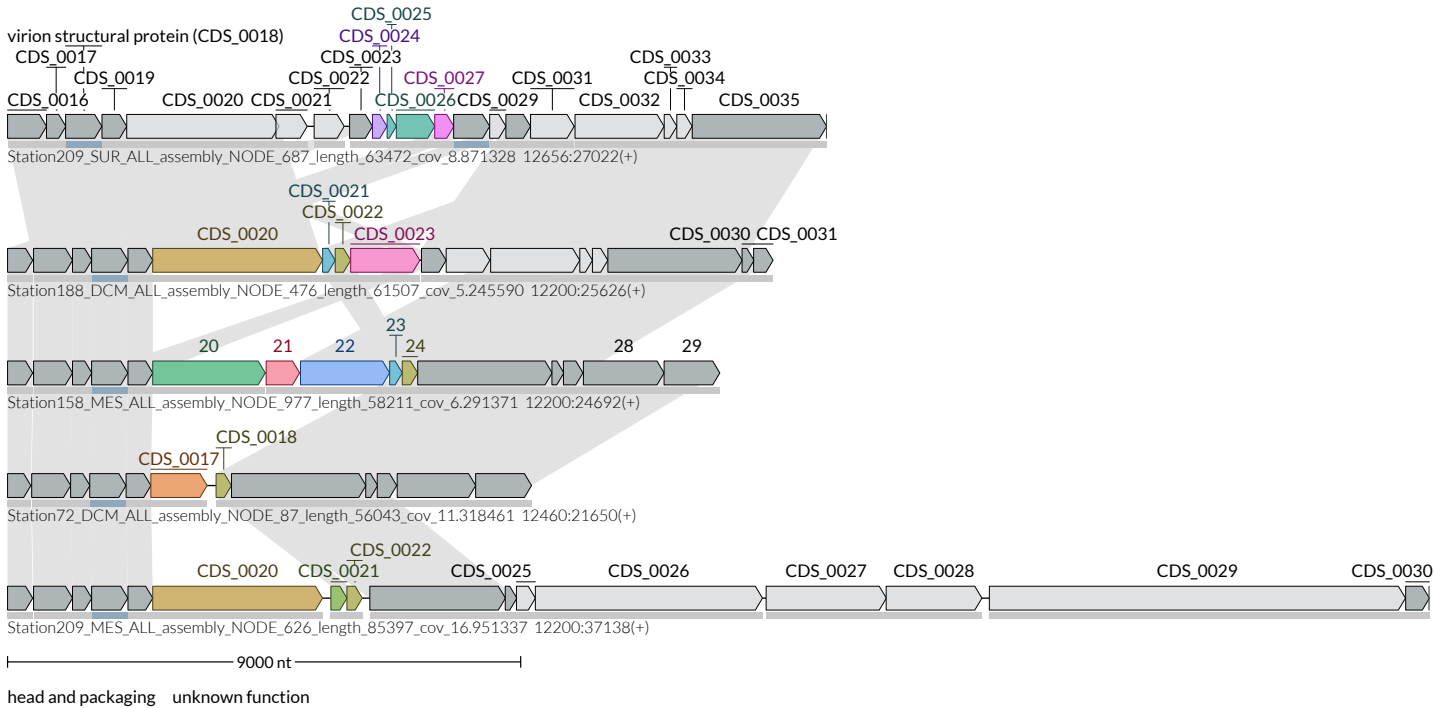 CDS_0025
virion structural protein (CDS_0018) CDS_0024
CDS_0017 CDS_0023 CDS_0033
CDS_0019 CDS_0022 CDS_0027 CDS_0031 CDS_0034
CDS_0016 CDS_0020 CDS_0021 CDS_0026 CDS_0029 CDS_0032 CDS_0035
Station209_SUR_ALL_assembly_NODE_687_length_63472_cov_8.871328 12656:27022(+)
CDS_0021
CDS_0022
CDS_0020 CDS_0023 CDS_0030 CDS_0031
Station188_DCM_ALL_assembly_NODE_476_length_61507_cov_5.245590 12200:25626(+)
23
20 21 22 24 28 29
Station158_MES_ALL_assembly_NODE_977_length_58211_cov_6.291371 12200:24692(+)
CDS_0018
CDS_0017
Station72_DCM_ALL_assembly_NODE_87_length_56043_cov_11.318461 12460:21650(+)
CDS_0022
CDS_0020 CDS_0021 CDS_0025 CDS_0026 CDS_0027 CDS_0028 CDS_0029 CDS_0030
Station209_MES_ALL_assembly_NODE_626_length_85397_cov_16.951337 12200:37138(+)
9000 nt
head and packaging unknown function